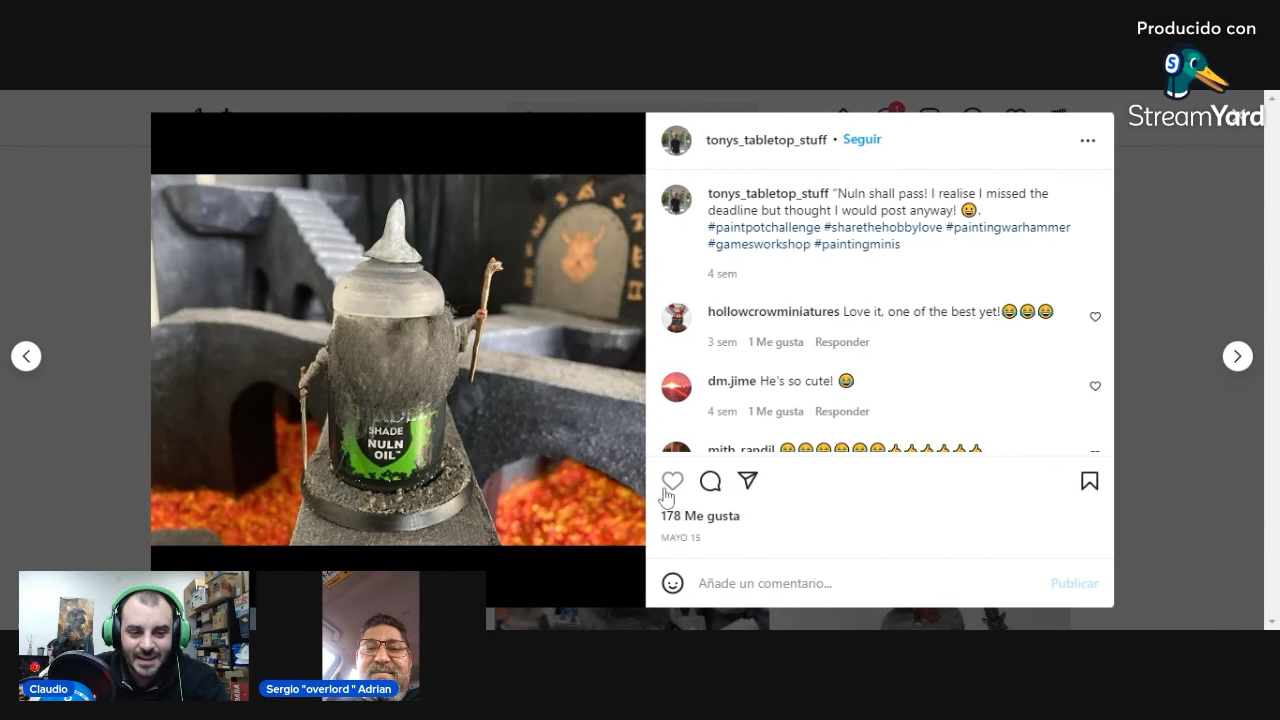 Producido con
StreamYard
1
tonys_tabletop_stuff • Seguir
tonys_tabletop_stuff "Nuln shall pass! I realise I missed the
deadline but thought I would post anyway! 😀.
#paintpotchallenge #sharethehobbylove #paintingwarhammer
#gamesworkshop #paintingminis
4 sem
hollowcrowminiatures Love it, one of the best yet!😂😂😂
3 sem 1 Me gusta Responder
dm.jime He's so cute! 😂
4 sem 1 Me gusta Responder
mith_randil
178 Me gusta
MAYO 15
Añade un comentario...
Publicar
SHADE
NULN
OIL™
Claudio
Sergio "overlord " Adrian